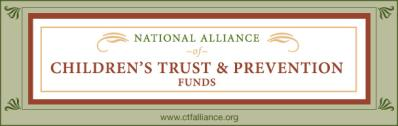 NATIONAL ALLIANCE
~of~
CHILDREN'S TRUST & PREVENTION
FUNDS
www.ctfalliance.org